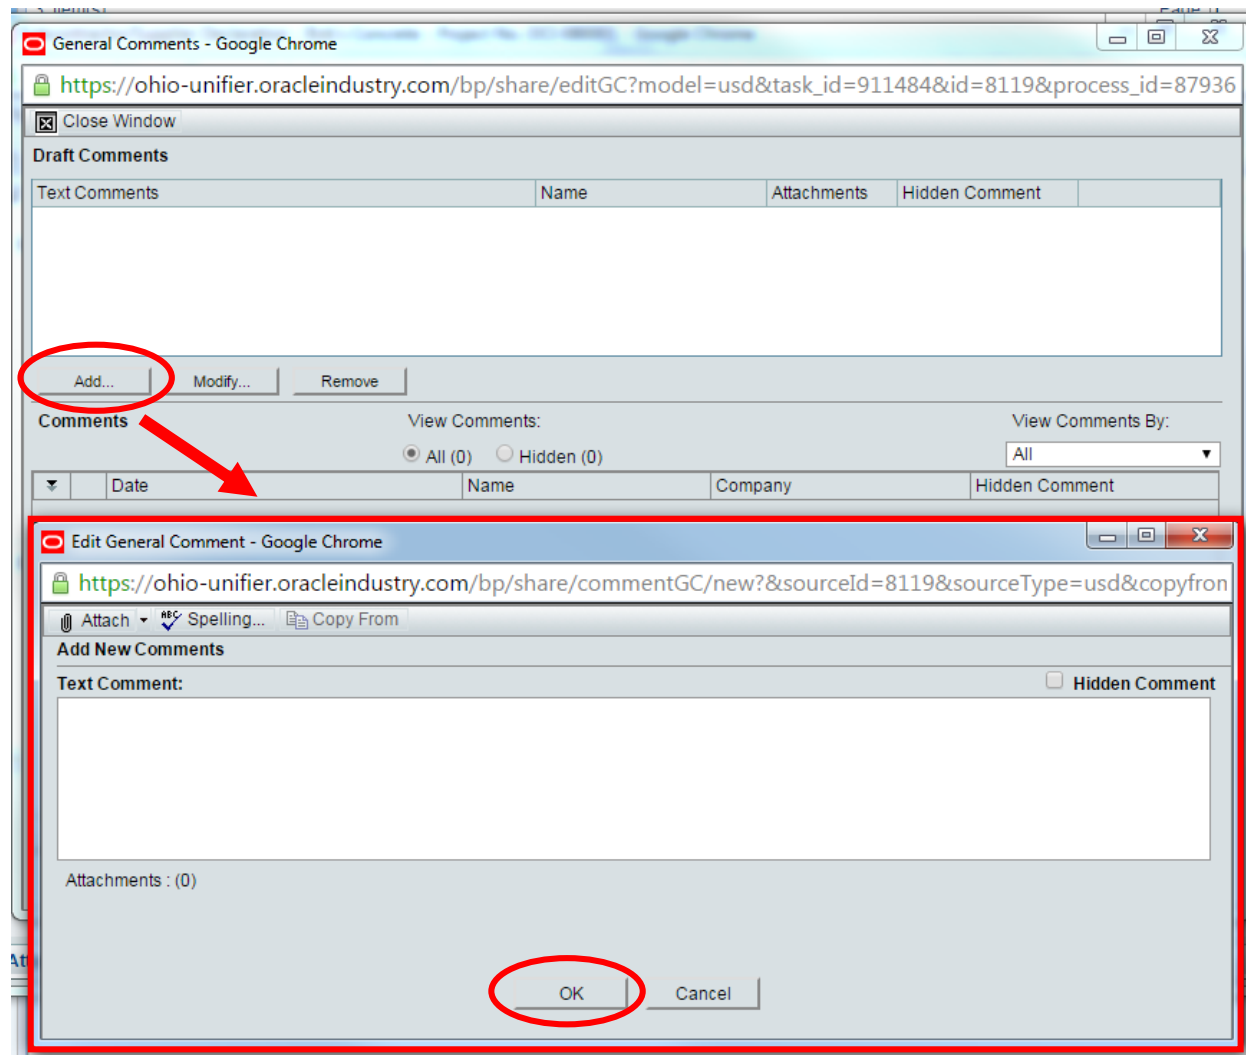 General Comments - Google Chrome
https://ohio-unifier.oracleindustry.com/bp/share/editGC?model=usd&task_id=911484&id=8119&process_id=87936
Close Window
Draft Comments
Text Comments Name Attachments Hidden Comment
Add... Modify... Remove
Comments View Comments: View Comments By:
All (0) Hidden (0) All
Date Name Company Hidden Comment
Edit General Comment - Google Chrome
https://ohio-unifier.oracleindustry.com/bp/share/commentGC/new?&sourceId=8119&sourceType=usd&copyfron
Attach ABC Spelling... Copy From
Add New Comments
Text Comment: Hidden Comment
Attachments : (0)
OK Cancel